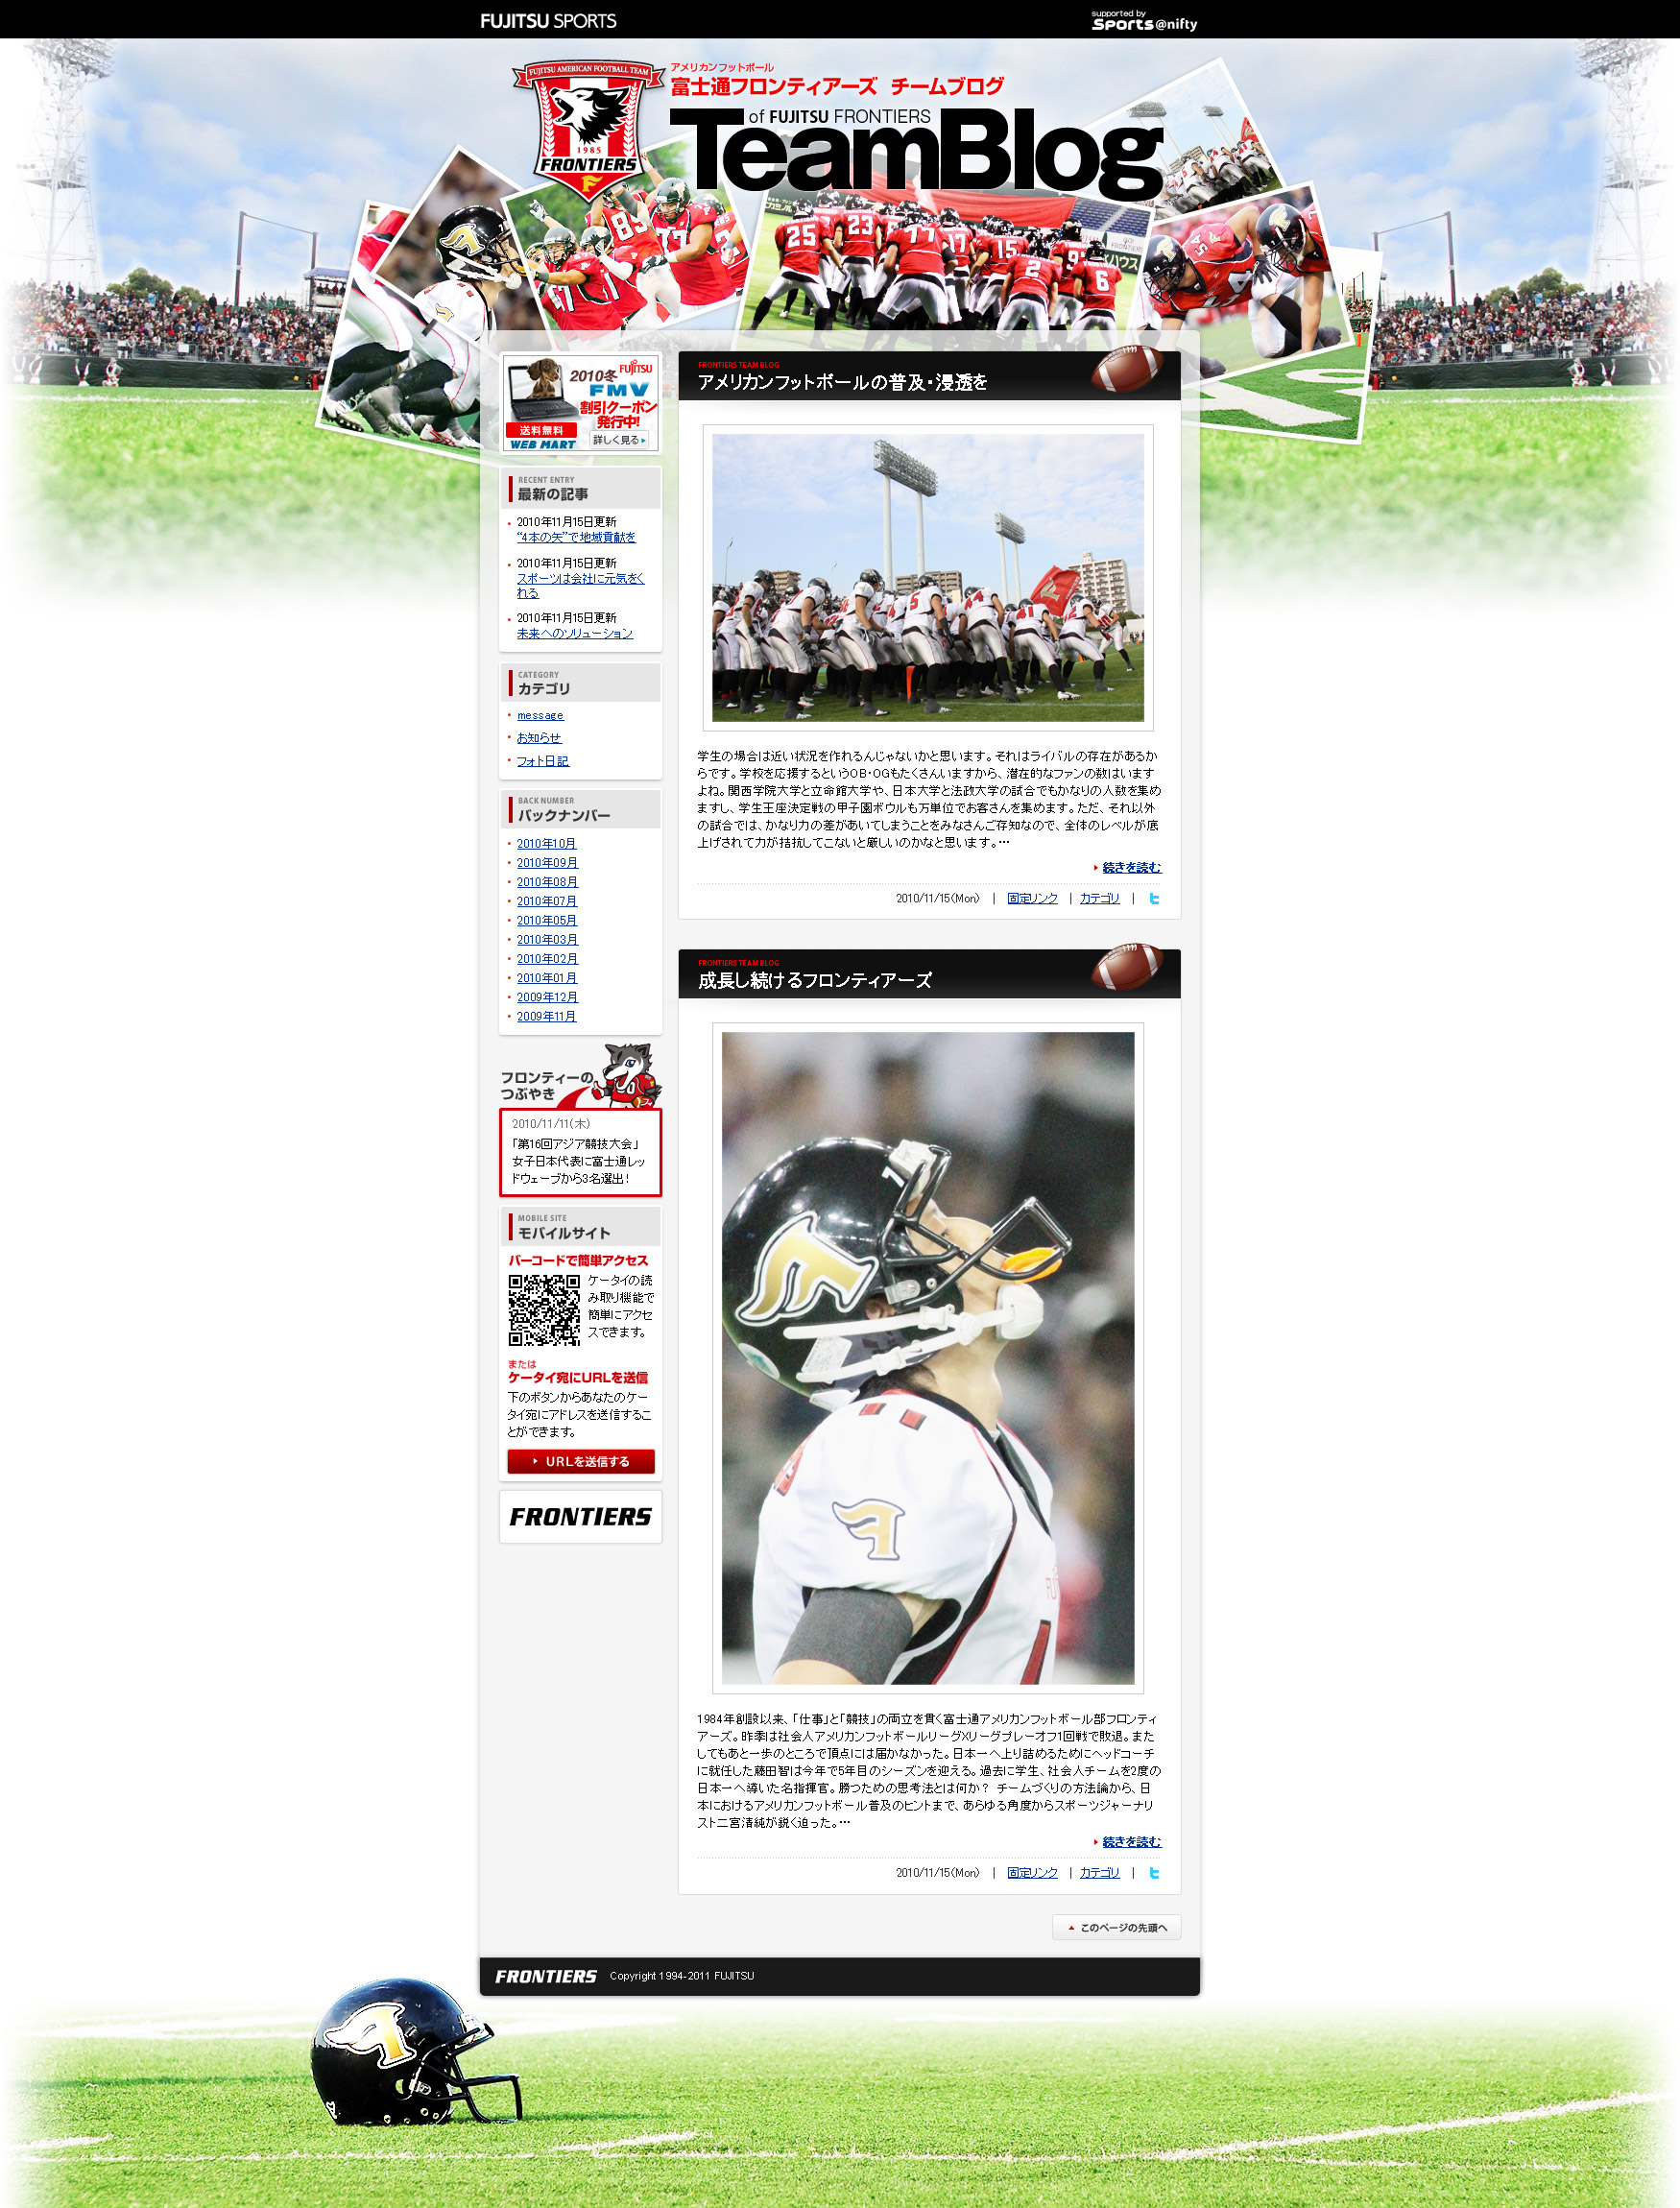 FUJITSU SPORTS
supported by
Sports@nifty
FUJITSU AMERICAN FOOTBALL TEAM
1985
FRONTIERS
アメリカンフットボール
富士通フロンティアーズ チームブログ
of FUJITSU FRONTIERS
TeamBlog
2010冬
FUJITSU
FMV
割引クーポン
発行中!
送料無料
WEB MART
詳しく見る
RECENT ENTRY
最新の記事
2010年11月15日更新
“4本の矢”で地域貢献を
2010年11月15日更新
スポーツは会社に元気をく
れる
2010年11月15日更新
未来へのソリューション
CATEGORY
カテゴリ
message
お知らせ
フォト日記
BACK NUMBER
バックナンバー
2010年10月
2010年09月
2010年08月
2010年07月
2010年05月
2010年03月
2010年02月
2010年01月
2009年12月
2009年11月
フロンティーの
つぶやき
2010/11/11(木)
「第16回アジア競技大会」
女子日本代表に富士通レッ
ドウェーブから3名選出！
MOBILE SITE
モバイルサイト
バーコードで簡単アクセス
ケータイの読
み取り機能で
簡単にアクセ
スできます。
または
ケータイ宛にURLを送信
下のボタンからあなたのケー
タイ宛にアドレスを送信するこ
とができます。
URLを送信する
FRONTIERS
FRONTIERS TEAM BLOG
アメリカンフットボールの普及・浸透を
学生の場合は近い状況を作れるんじゃないかと思います。それはライバルの存在があるか
らです。学校を応援するというOB・OGもたくさんいますから、潜在的なファンの数はいます
よね。関西学院大学と立命館大学や、日本大学と法政大学の試合でもかなりの人数を集め
ますし、学生王座決定戦の甲子園ボウルも万単位でお客さんを集めます。ただ、それ以外
の試合では、かなり力の差があいてしまうことをみなさんご存知なので、全体のレベルが底
上げされて力が拮抗してこないと厳しいのかなと思います。…
続きを読む
2010/11/15(Mon) | 固定リンク | カテゴリ |
FRONTIERS TEAM BLOG
成長し続けるフロンティアーズ
1984年創設以来、「仕事」と「競技」の両立を貫く富士通アメリカンフットボール部フロンティ
アーズ。昨季は社会人アメリカンフットボールリーグXリーグプレーオフ1回戦で敗退。また
してもあと一歩のところで頂点には届かなかった。日本一へ上り詰めるためにヘッドコーチ
に就任した藤田智は今年で5年目のシーズンを迎える。過去に学生、社会人チームを2度の
日本一へ導いた名指揮官。勝つための思考法とは何か？ チームづくりの方法論から、日
本におけるアメリカンフットボール普及のヒントまで、あらゆる角度からスポーツジャーナリ
スト二宮清純が鋭く迫った。…
続きを読む
2010/11/15(Mon) | 固定リンク | カテゴリ |
このページの先頭へ
FRONTIERS Copyright 1994-2011 FUJITSU